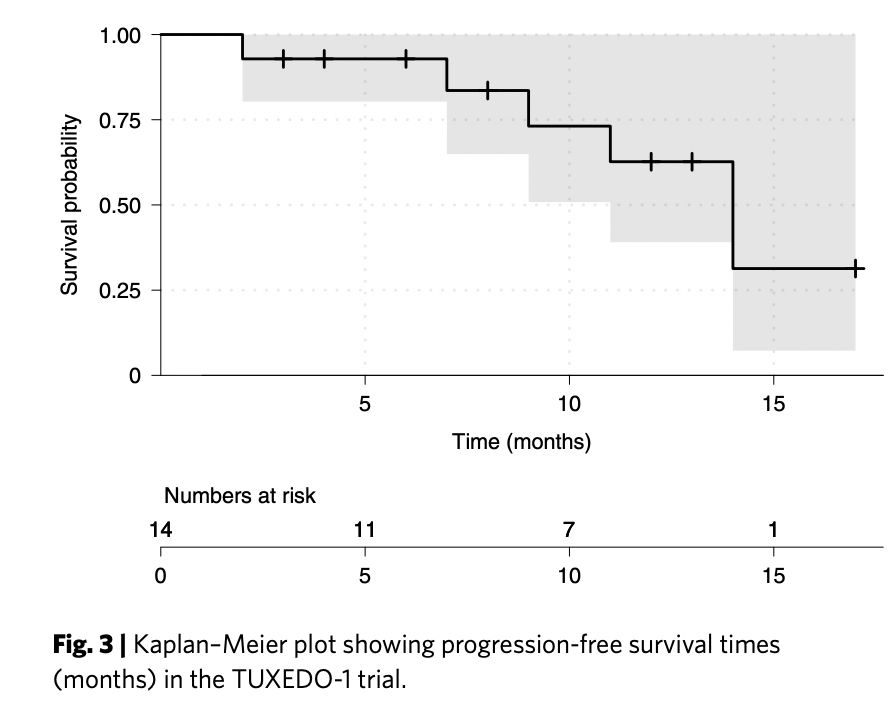 1.00
0.75
0.50
0.25
0
Survival probability
5 10 15
Time (months)
Numbers at risk
14 11 7 1
0 5 10 15
Fig. 3 | Kaplan–Meier plot showing progression-free survival times
(months) in the TUXEDO-1 trial.